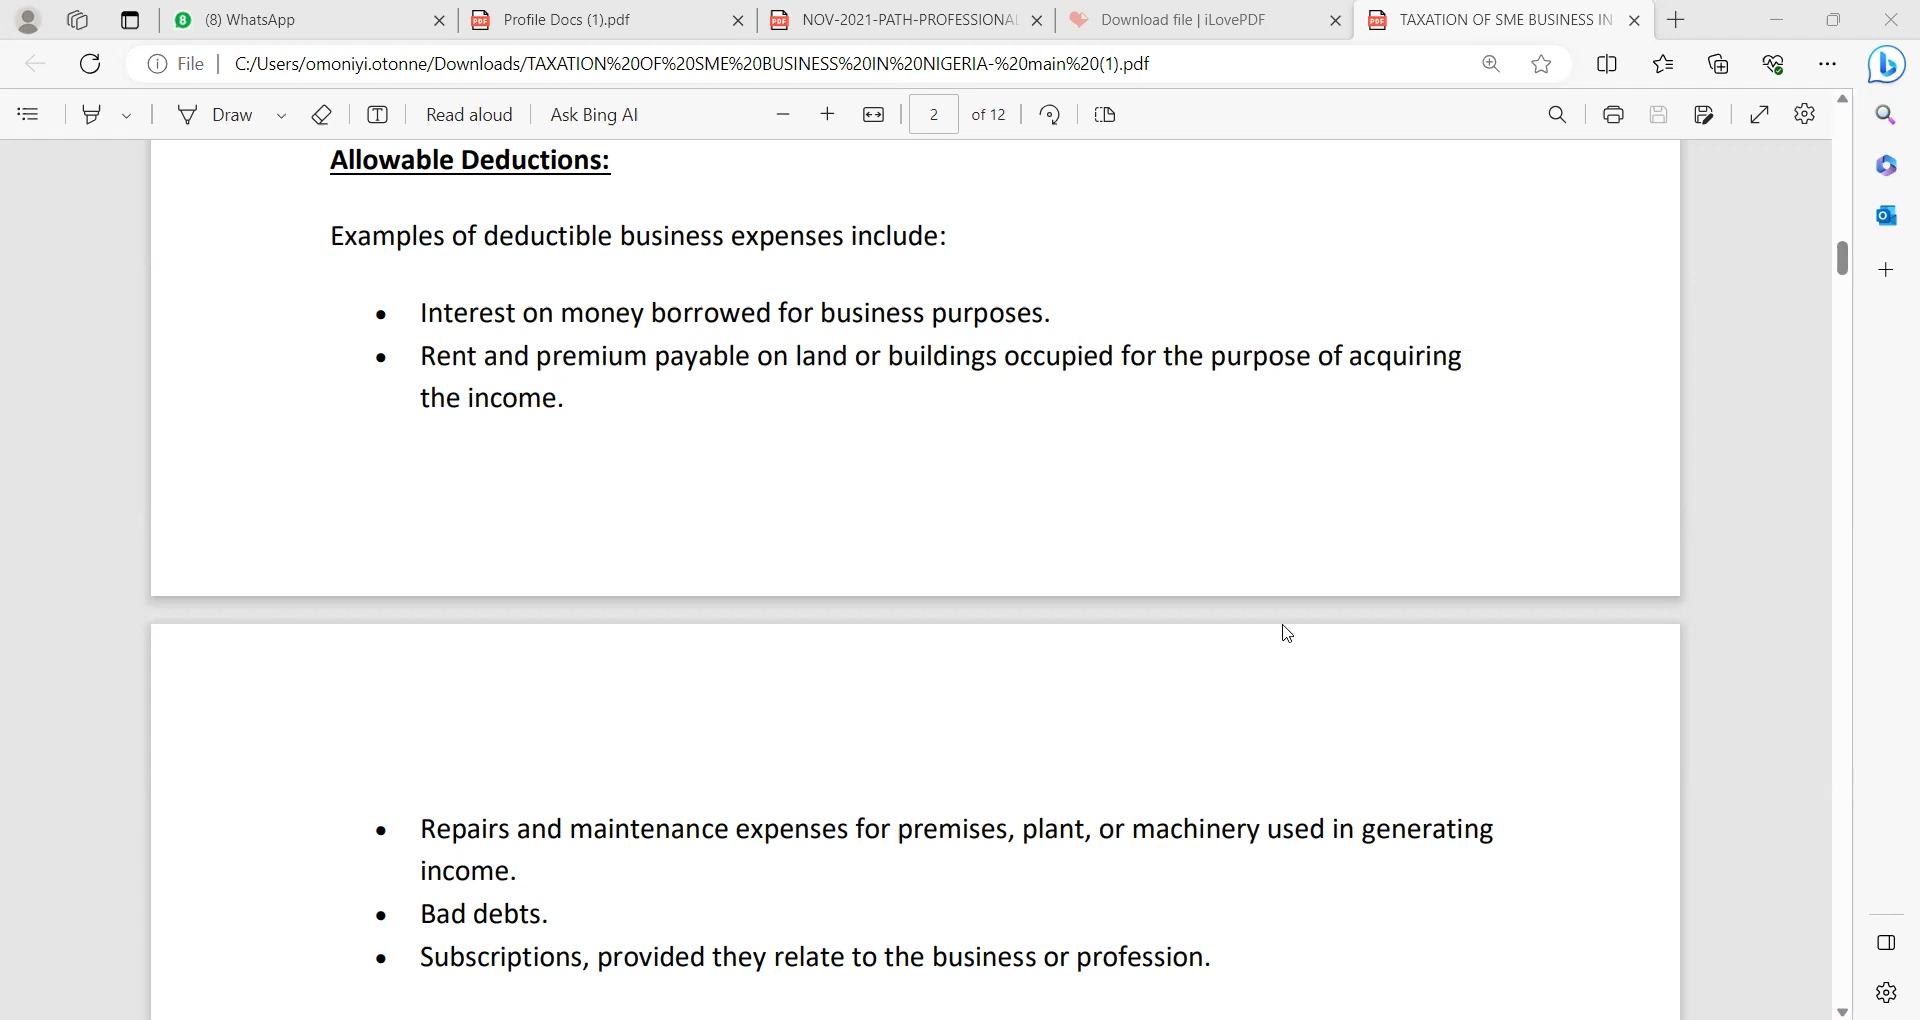 (8) WhatsApp
Profile Docs (1).pdf
NOV-2021-PATH-PROFESSIONAL
Download file | iLovePDF
TAXATION OF SME BUSINESS IN
File
C:/Users/omoniyi.otonne/Downloads/TAXATION%20OF%20SME%20BUSINESS%20IN%20NIGERIA-%20main%20(1).pdf
Draw
Read aloud
Ask Bing AI
2
of 12
Allowable Deductions:
Examples of deductible business expenses include:
• Interest on money borrowed for business purposes.
• Rent and premium payable on land or buildings occupied for the purpose of acquiring
the income.
• Repairs and maintenance expenses for premises, plant, or machinery used in generating
income.
• Bad debts.
• Subscriptions, provided they relate to the business or profession.